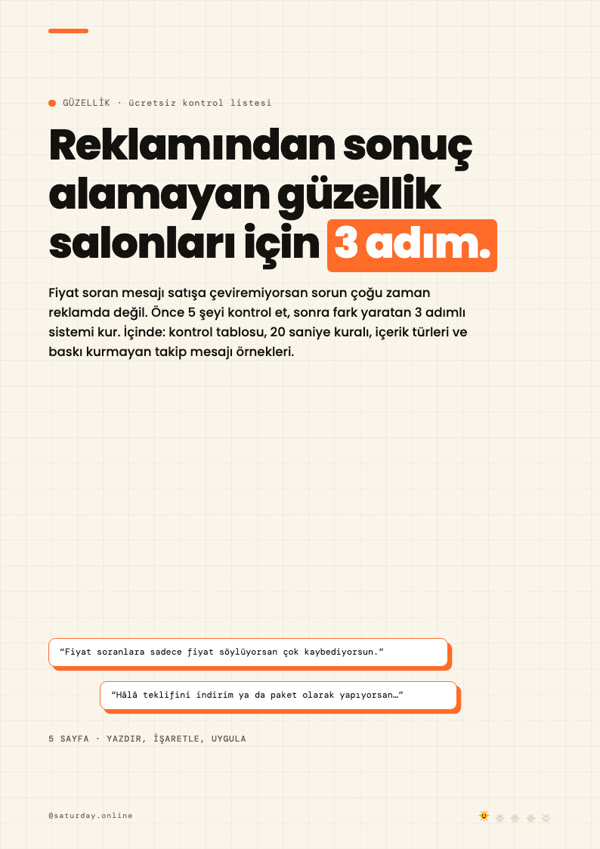 GÜZELLİK · ücretsiz kontrol listesi
Reklamından sonuç
alamayan güzellik
salonları için 3 adım.
Fiyat soran mesajı satışa çeviremiyorsan sorun çoğu zaman
reklamda değil. Önce 5 şeyi kontrol et, sonra fark yaratan 3 adımlı
sistemi kur. İçinde: kontrol tablosu, 20 saniye kuralı, içerik türleri ve
baskı kurmayan takip mesajı örnekleri.
“Fiyat soranlara sadece fiyat söylüyorsan çok kaybediyorsun.”
“Hâlâ teklifini indirim ya da paket olarak yapıyorsan…”
5 SAYFA · YAZDIR, İŞARETLE, UYGULA
@saturday.online